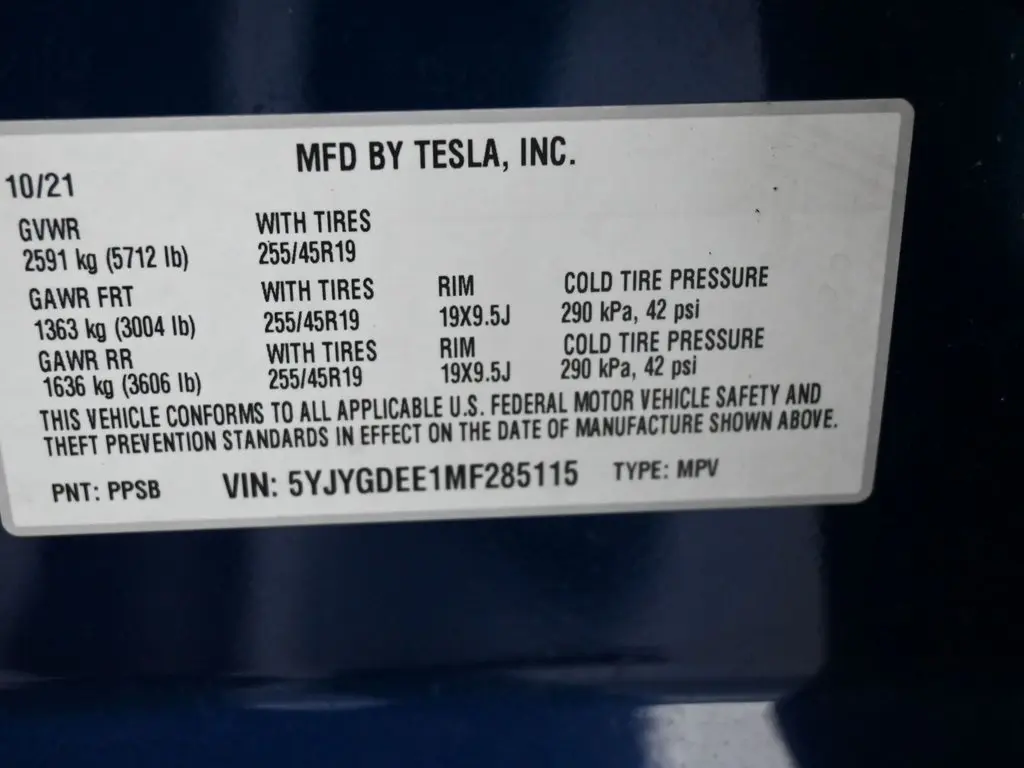 MFD BY TESLA, INC.
10/21
GVWR WITH TIRES
2591 kg (5712 lb) 255/45R19
GAWR FRT WITH TIRES RIM COLD TIRE PRESSURE
1363 kg (3004 lb) 255/45R19 19X9.5J 290 kPa, 42 psi
GAWR RR WITH TIRES RIM COLD TIRE PRESSURE
1636 kg (3606 lb) 255/45R19 19X9.5J 290 kPa, 42 psi
THIS VEHICLE CONFORMS TO ALL APPLICABLE U.S. FEDERAL MOTOR VEHICLE SAFETY AND
THEFT PREVENTION STANDARDS IN EFFECT ON THE DATE OF MANUFACTURE SHOWN ABOVE.
PNT: PPSB VIN: 5YJYGDEE1MF285115 TYPE: MPV